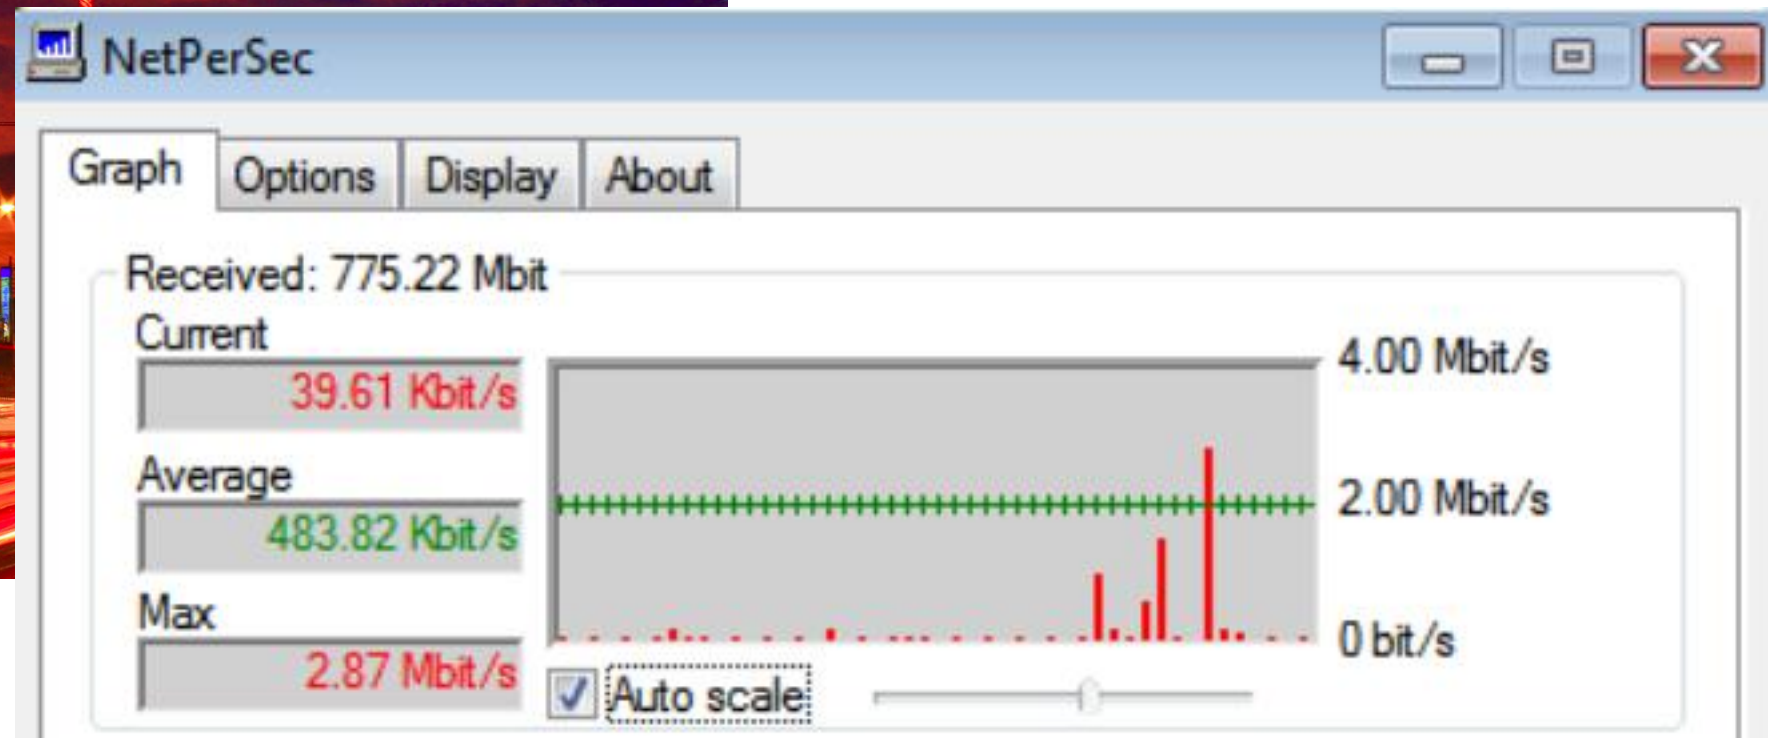 NetPerSec
Graph Options Display About
Received: 775.22 Mbit
Current
39.61 Kbit/s
4.00 Mbit/s
Average
483.82 Kbit/s
2.00 Mbit/s
Max
2.87 Mbit/s
0 bit/s
Auto scale